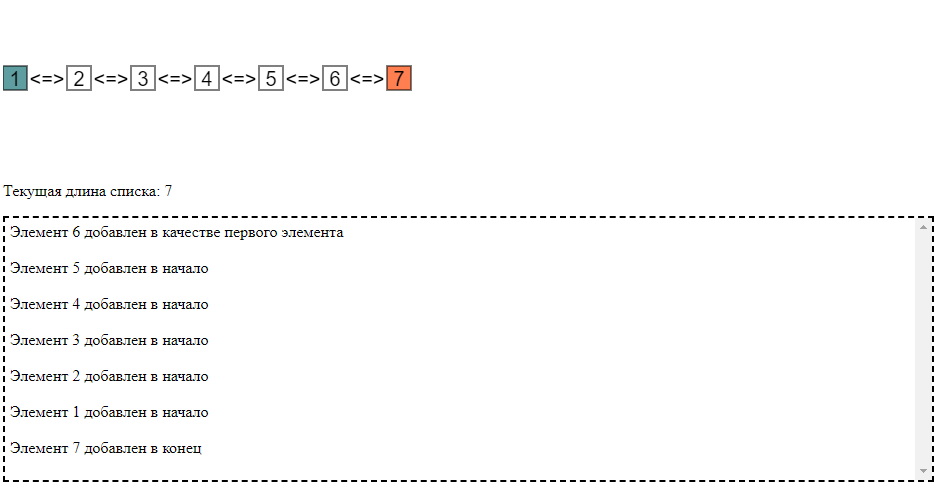 1<=>2<=>3<=>4<=>5<=>6<=>7
Текущая длина списка: 7
Элемент 6 добавлен в качестве первого элемента
Элемент 5 добавлен в начало
Элемент 4 добавлен в начало
Элемент 3 добавлен в начало
Элемент 2 добавлен в начало
Элемент 1 добавлен в начало
Элемент 7 добавлен в конец